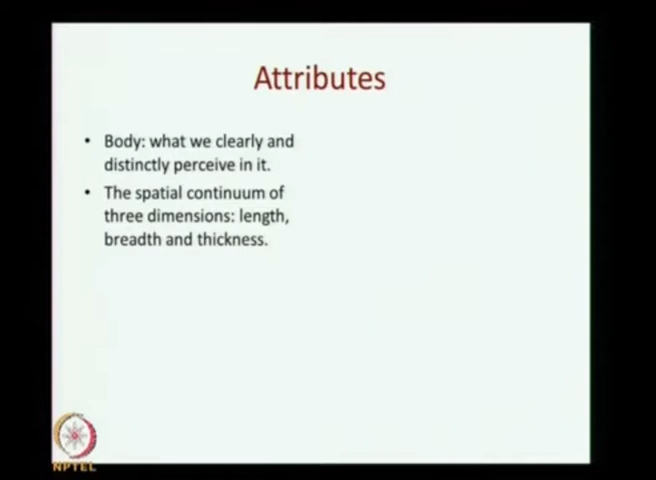 Attributes
• Body: what we clearly and
distinctly perceive in it.
• The spatial continuum of
three dimensions: length,
breadth and thickness.
NPTEL